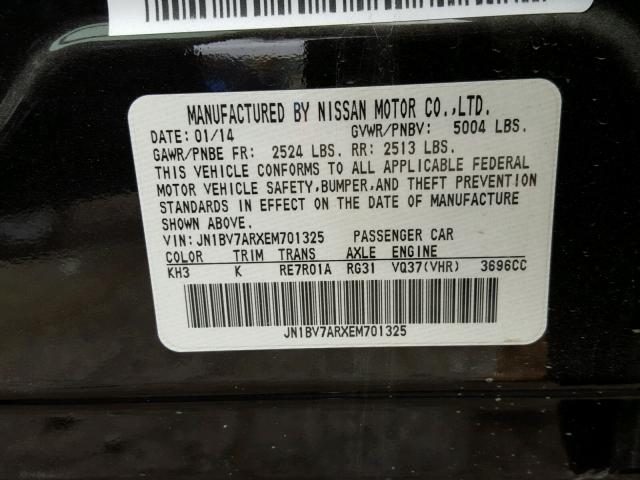 MANUFACTURED BY NISSAN MOTOR CO.,LTD.
DATE: 01/14 GVWR/PNBV: 5004 LBS.
GAWR/PNBE FR: 2524 LBS. RR: 2513 LBS.
THIS VEHICLE CONFORMS TO ALL APPLICABLE FEDERAL
MOTOR VEHICLE SAFETY,BUMPER,AND THEFT PREVENTION
STANDARDS IN EFFECT ON THE DATE OF MANUFACTURE
SHOWN ABOVE.
VIN: JN1BV7ARXEM701325 PASSENGER CAR
COLOR TRIM TRANS AXLE ENGINE
KH3 K RE7R01A RG31 VQ37(VHR) 3696CC
JN1BV7ARXEM701325